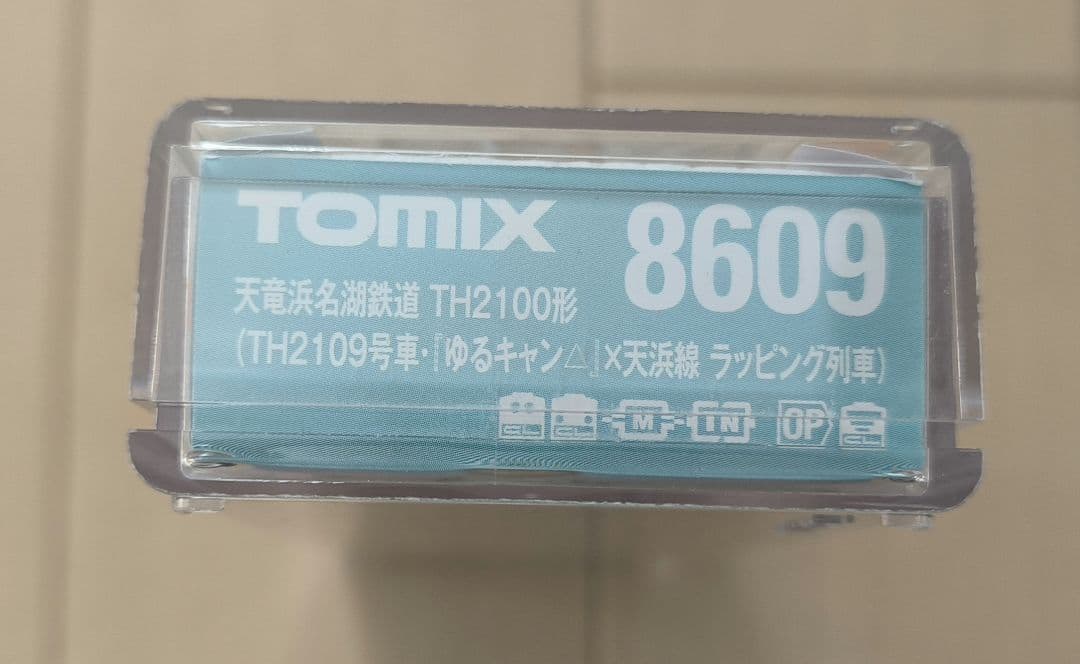 TOMIX 8609
天竜浜名湖鉄道 TH2100形
(TH2109号車・『ゆるキャン△』×天浜線 ラッピング列車)
M IN OP